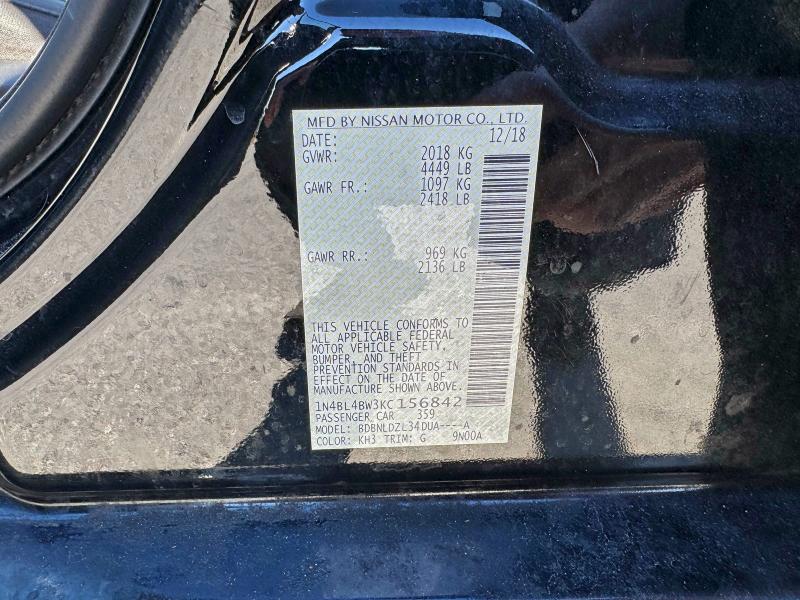 MFD BY NISSAN MOTOR CO., LTD.
DATE: 12/18
GVWR: 2018 KG
4449 LB
GAWR FR.: 1097 KG
2418 LB
GAWR RR.: 969 KG
2136 LB
THIS VEHICLE CONFORMS TO
ALL APPLICABLE FEDERAL
MOTOR VEHICLE SAFETY,
BUMPER, AND THEFT
PREVENTION STANDARDS IN
EFFECT ON THE DATE OF
MANUFACTURE SHOWN ABOVE.
1N4BL4BW3KC156842
PASSENGER CAR 359
MODEL: BDBNLDZL34DUA----A
COLOR: KH3 TRIM: G 9N00A